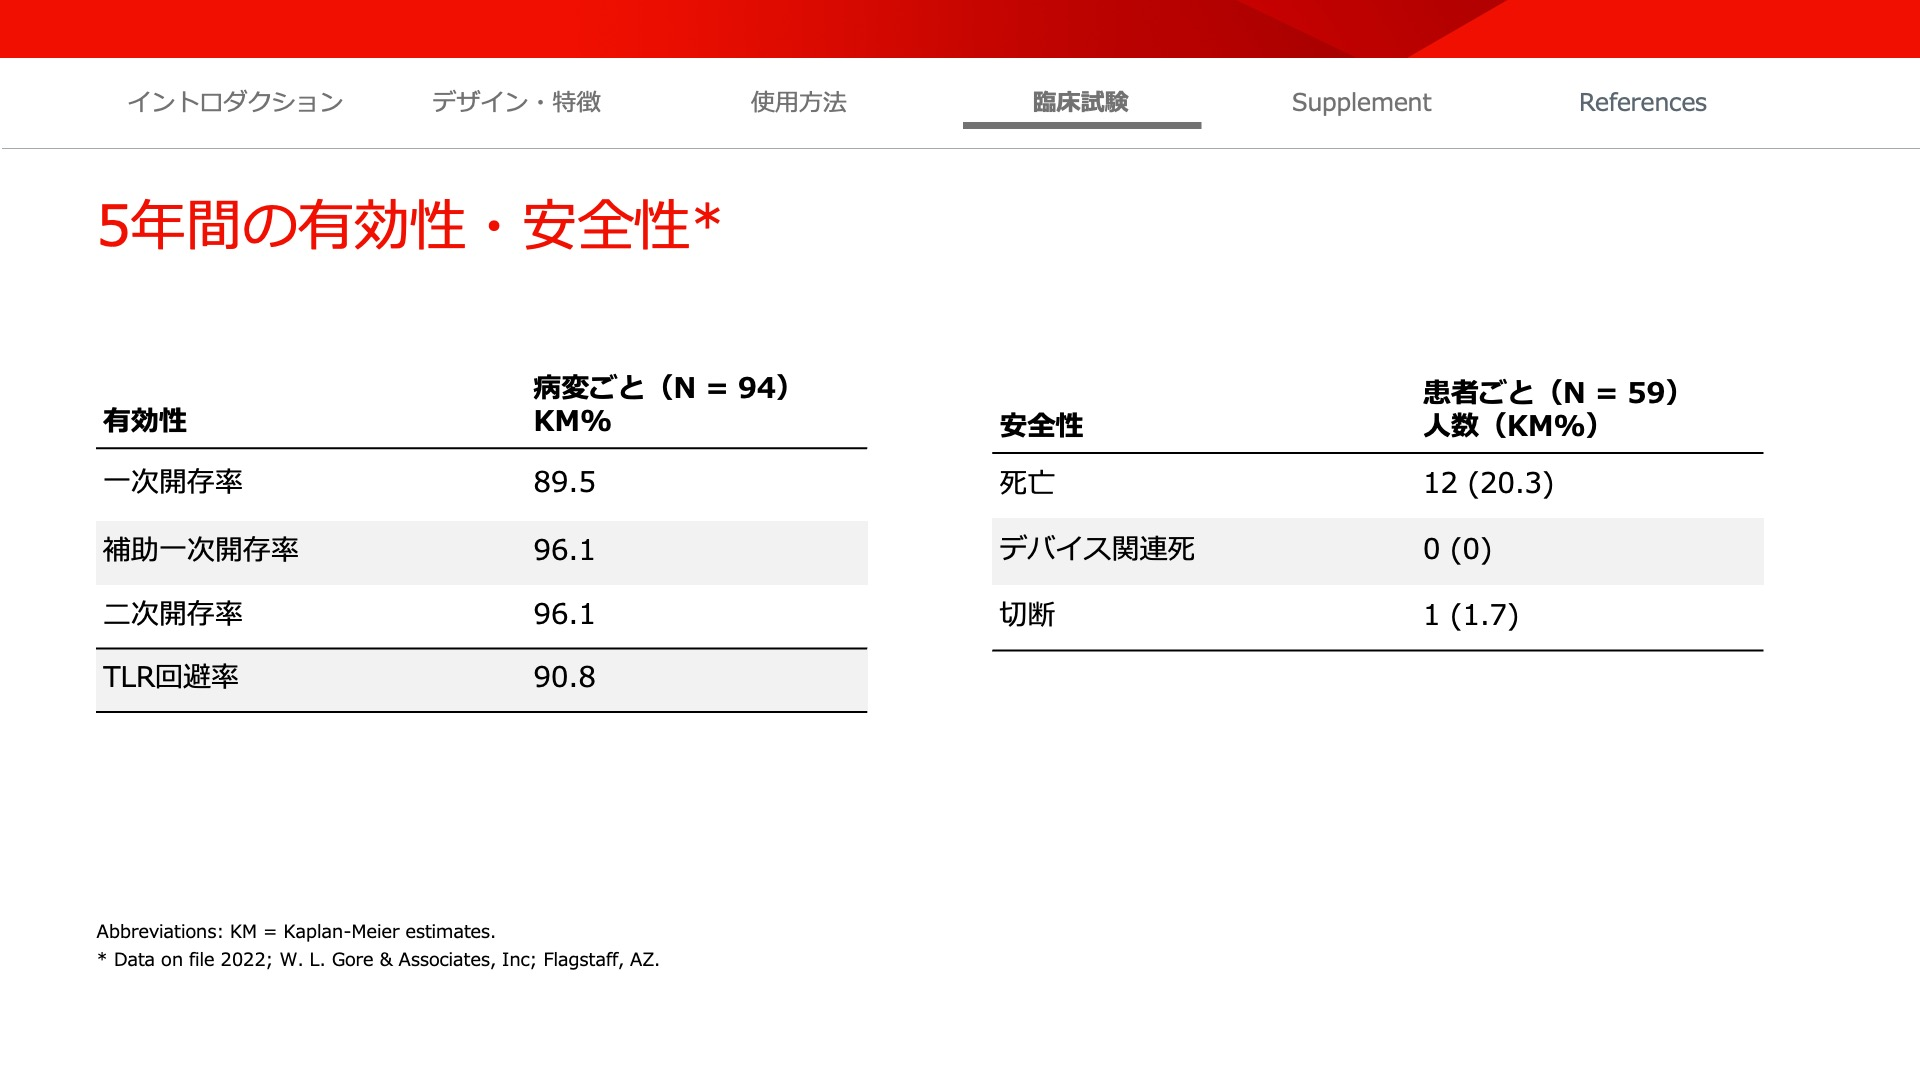 イントロダクション デザイン・特徴 使用方法 臨床試験 Supplement References
5年間の有効性・安全性*
有効性 病変ごと（N = 94）
KM%
一次開存率 89.5
補助一次開存率 96.1
二次開存率 96.1
TLR回避率 90.8
安全性 患者ごと（N = 59）
人数（KM%）
死亡 12 (20.3)
デバイス関連死 0 (0)
切断 1 (1.7)
Abbreviations: KM = Kaplan-Meier estimates.
* Data on file 2022; W. L. Gore & Associates, Inc; Flagstaff, AZ.